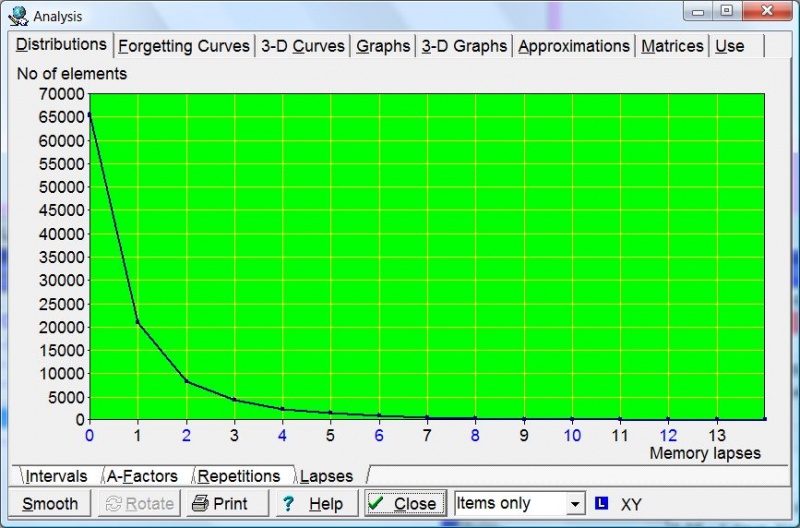 Analysis
Distributions Forgetting Curves 3-D Curves Graphs 3-D Graphs Approximations Matrices Use
No of elements
70000
65000
60000
55000
50000
45000
40000
35000
30000
25000
20000
15000
10000
5000
0
0 1 2 3 4 5 6 7 8 9 10 11 12 13
Memory lapses
Intervals A-Factors Repetitions Lapses
Smooth Rotate Print ? Help Close Items only L XY